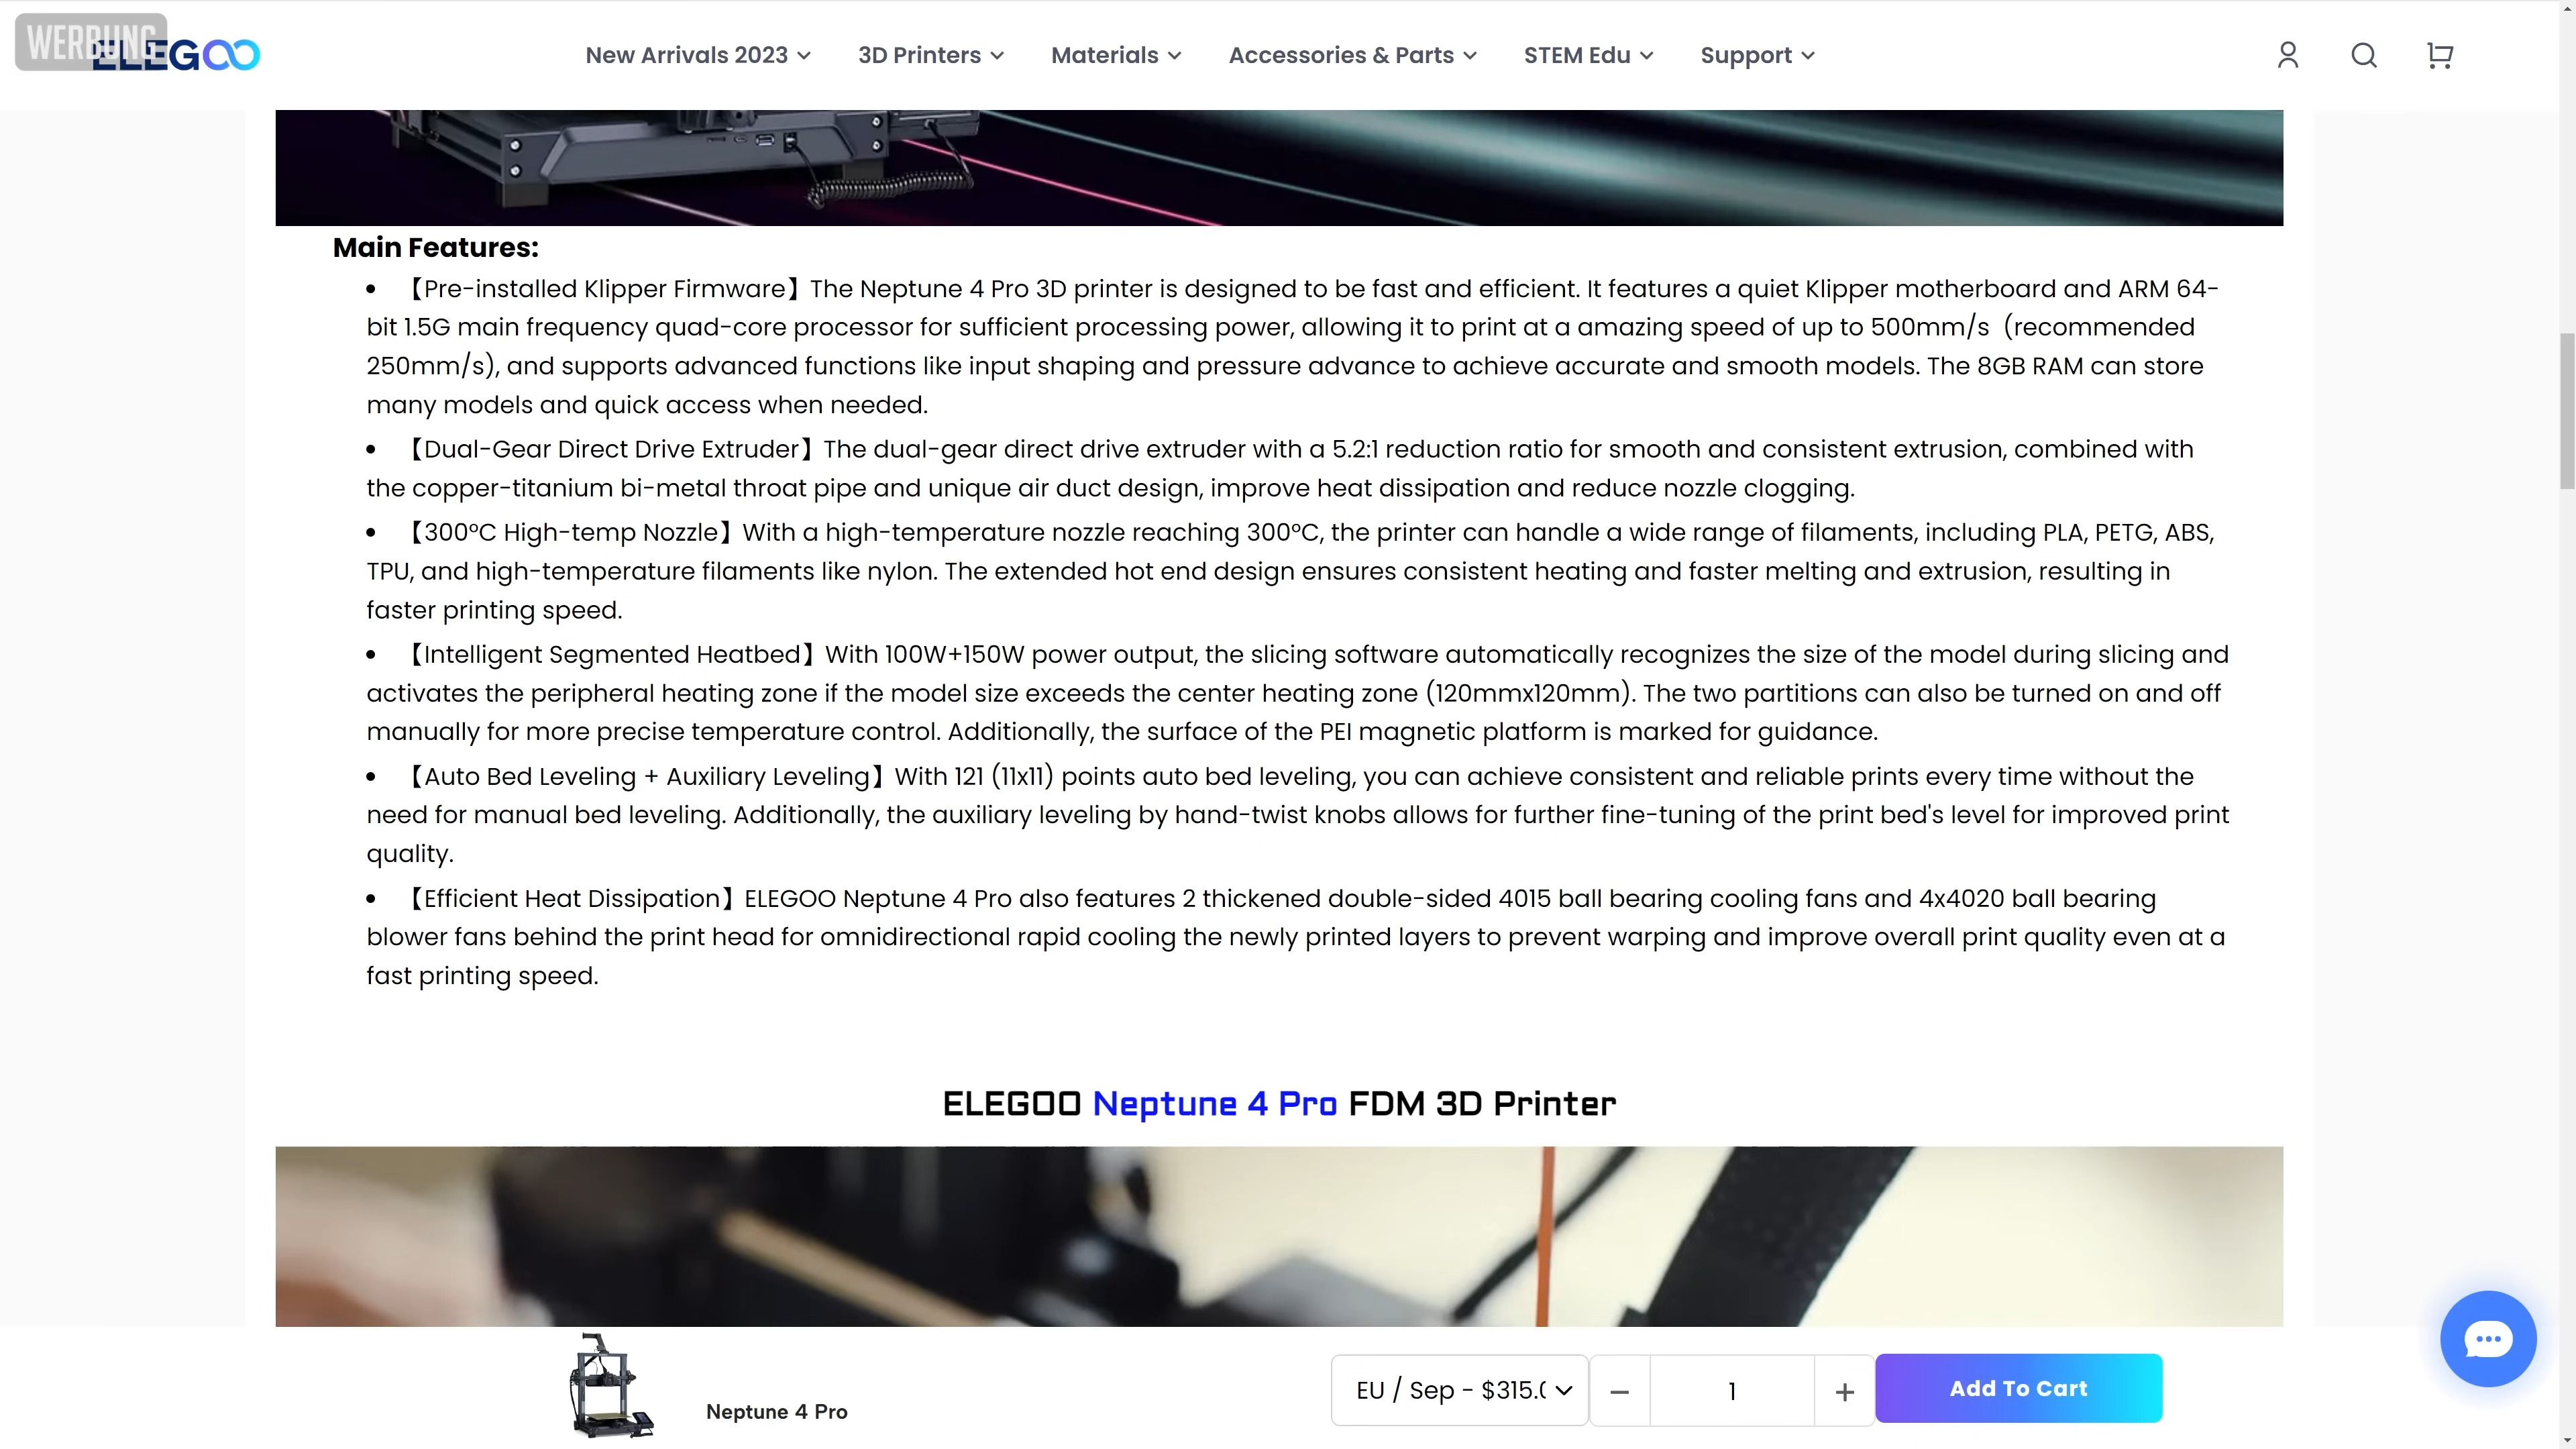 WERBUNG
ELEGOO
New Arrivals 2023
3D Printers
Materials
Accessories & Parts
STEM Edu
Support
Main Features:
【Pre-installed Klipper Firmware】The Neptune 4 Pro 3D printer is designed to be fast and efficient. It features a quiet Klipper motherboard and ARM 64-
bit 1.5G main frequency quad-core processor for sufficient processing power, allowing it to print at a amazing speed of up to 500mm/s (recommended
250mm/s), and supports advanced functions like input shaping and pressure advance to achieve accurate and smooth models. The 8GB RAM can store
many models and quick access when needed.
【Dual-Gear Direct Drive Extruder】The dual-gear direct drive extruder with a 5.2:1 reduction ratio for smooth and consistent extrusion, combined with
the copper-titanium bi-metal throat pipe and unique air duct design, improve heat dissipation and reduce nozzle clogging.
【300°C High-temp Nozzle】With a high-temperature nozzle reaching 300°C, the printer can handle a wide range of filaments, including PLA, PETG, ABS,
TPU, and high-temperature filaments like nylon. The extended hot end design ensures consistent heating and faster melting and extrusion, resulting in
faster printing speed.
【Intelligent Segmented Heatbed】With 100W+150W power output, the slicing software automatically recognizes the size of the model during slicing and
activates the peripheral heating zone if the model size exceeds the center heating zone (120mmx120mm). The two partitions can also be turned on and off
manually for more precise temperature control. Additionally, the surface of the PEI magnetic platform is marked for guidance.
【Auto Bed Leveling + Auxiliary Leveling】With 121 (11x11) points auto bed leveling, you can achieve consistent and reliable prints every time without the
need for manual bed leveling. Additionally, the auxiliary leveling by hand-twist knobs allows for further fine-tuning of the print bed's level for improved print
quality.
【Efficient Heat Dissipation】ELEGOO Neptune 4 Pro also features 2 thickened double-sided 4015 ball bearing cooling fans and 4x4020 ball bearing
blower fans behind the print head for omnidirectional rapid cooling the newly printed layers to prevent warping and improve overall print quality even at a
fast printing speed.
ELEGOO Neptune 4 Pro FDM 3D Printer
Neptune 4 Pro
EU / Sep - $315.0
1
Add To Cart